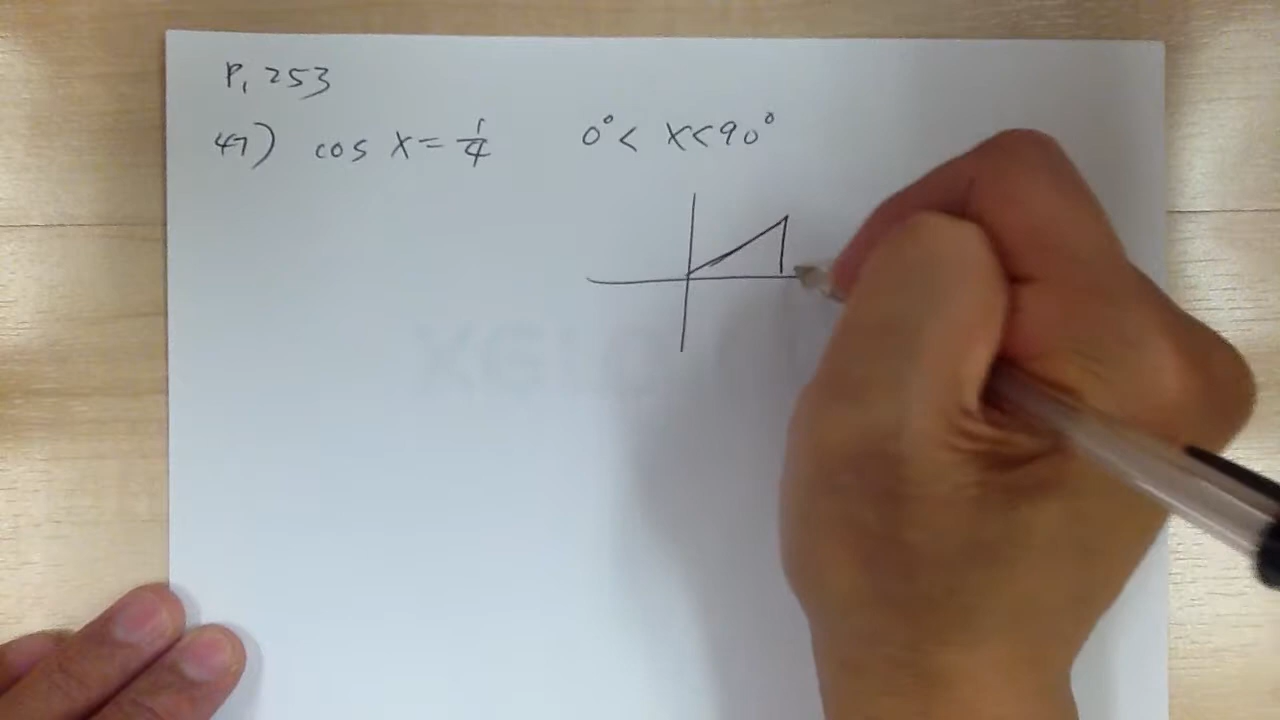 P. 253
47) cos x = 1/4 0° < x < 90°